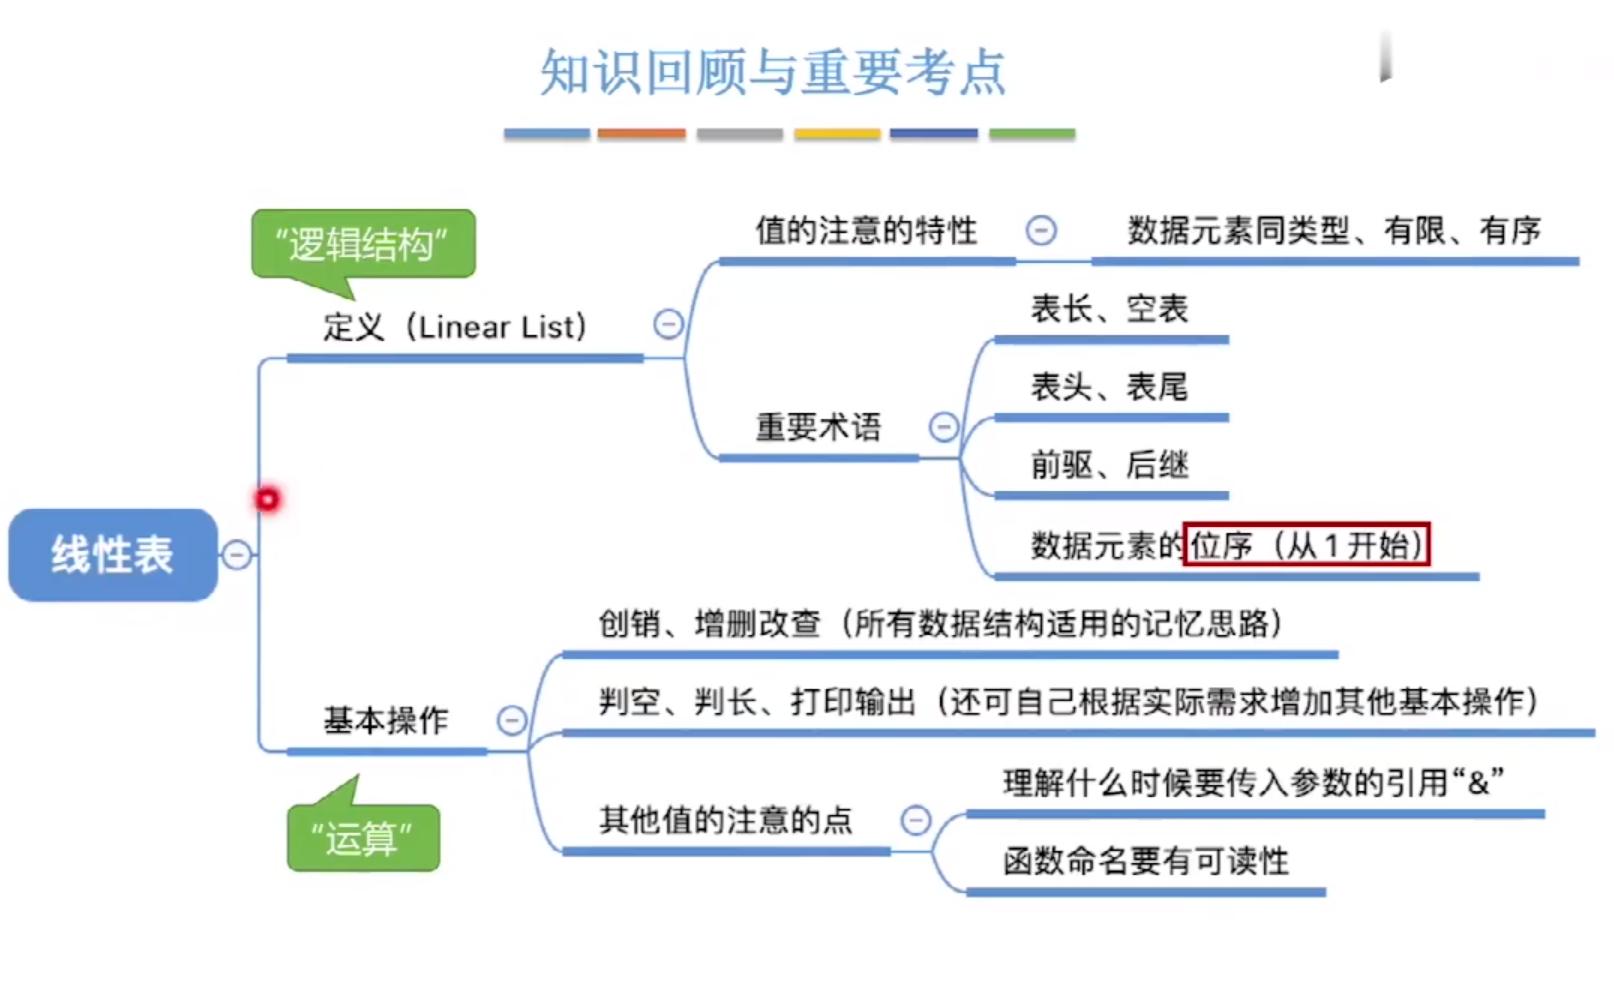 知识回顾与重要考点
“逻辑结构”
定义（Linear List）
值的注意的特性
数据元素同类型、有限、有序
重要术语
表长、空表
表头、表尾
前驱、后继
数据元素的位序（从1开始）
线性表
基本操作
“运算”
创销、增删改查（所有数据结构适用的记忆思路）
判空、判长、打印输出（还可自己根据实际需求增加其他基本操作）
其他值的注意的点
理解什么时候要传入参数的引用“&”
函数命名要有可读性